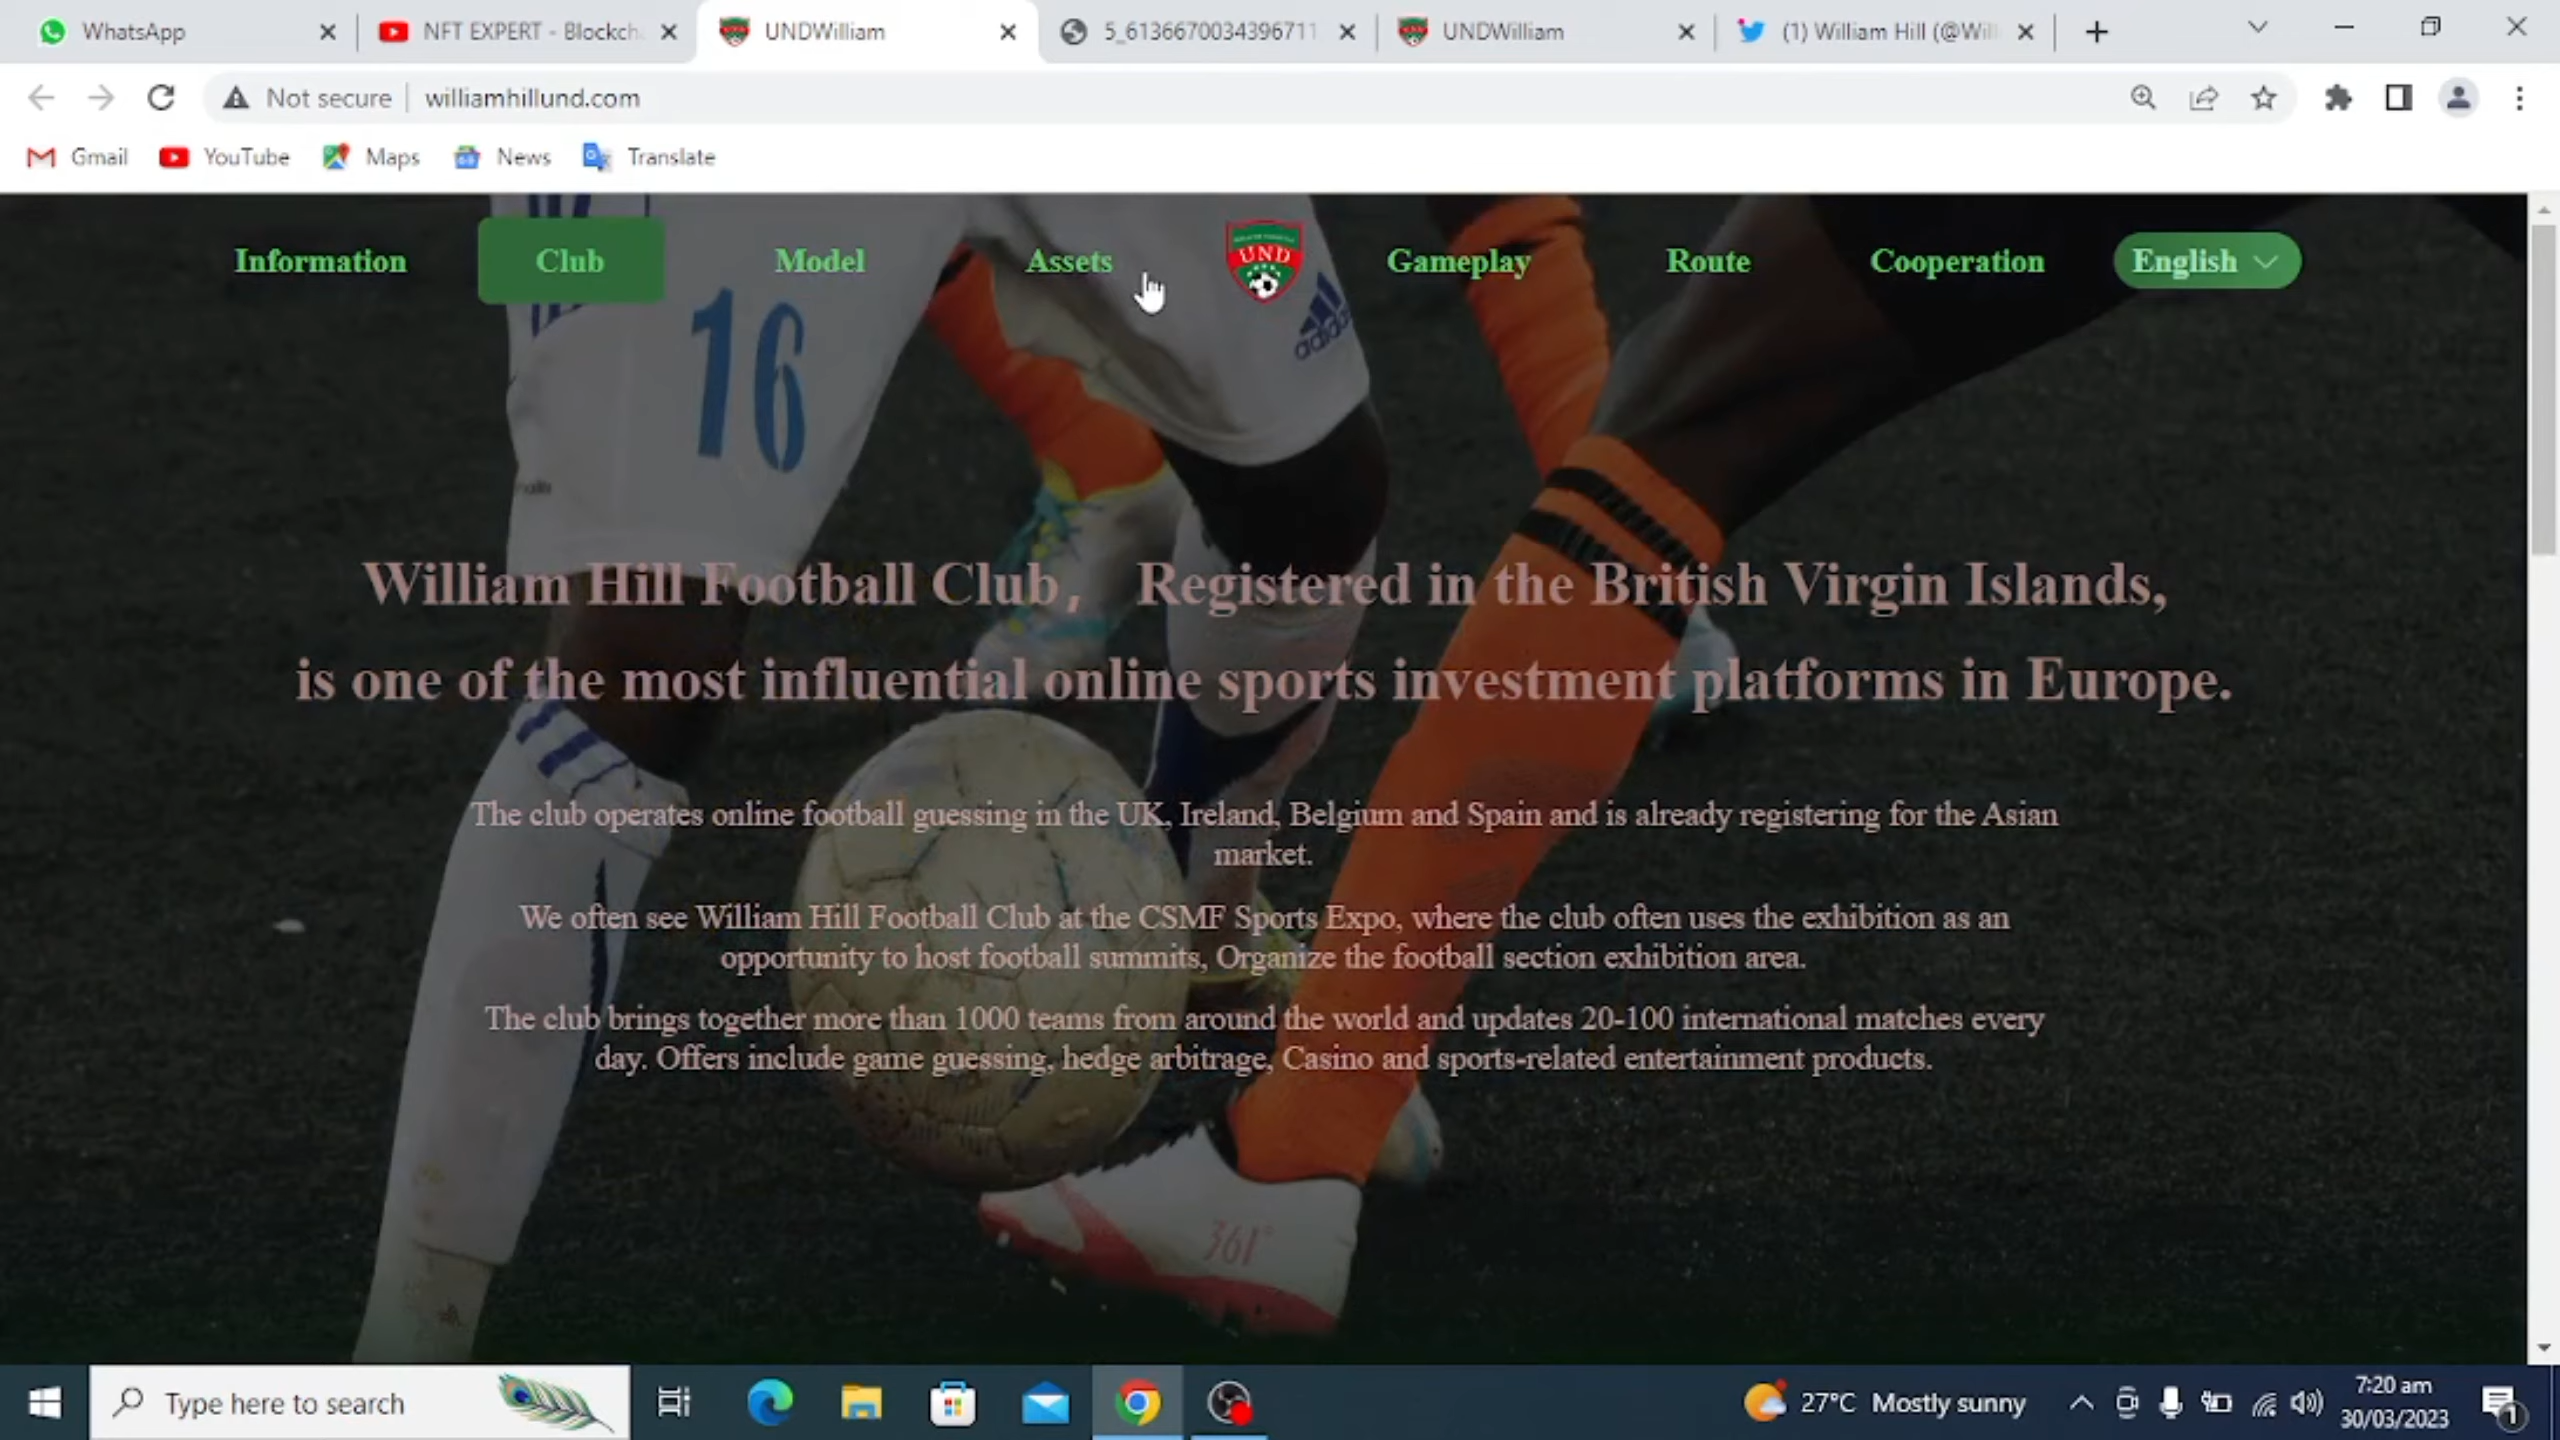 WhatsApp
NFT EXPERT - Blockch
UNDWilliam
5_6136670034396711
UNDWilliam
(1) William Hill (@Will
Not secure
williamhillund.com
Gmail
YouTube
Maps
News
Translate
Information
Club
Model
Assets
UND
Gameplay
Route
Cooperation
English
16
adidas
William Hill Football Club， Registered in the British Virgin Islands,
is one of the most influential online sports investment platforms in Europe.
The club operates online football guessing in the UK, Ireland, Belgium and Spain and is already registering for the Asian
market.
We often see William Hill Football Club at the CSMF Sports Expo, where the club often uses the exhibition as an
opportunity to host football summits, Organize the football section exhibition area.
The club brings together more than 1000 teams from around the world and updates 20-100 international matches every
day. Offers include game guessing, hedge arbitrage, Casino and sports-related entertainment products.
361°
Type here to search
27°C Mostly sunny
7:20 am
30/03/2023
1